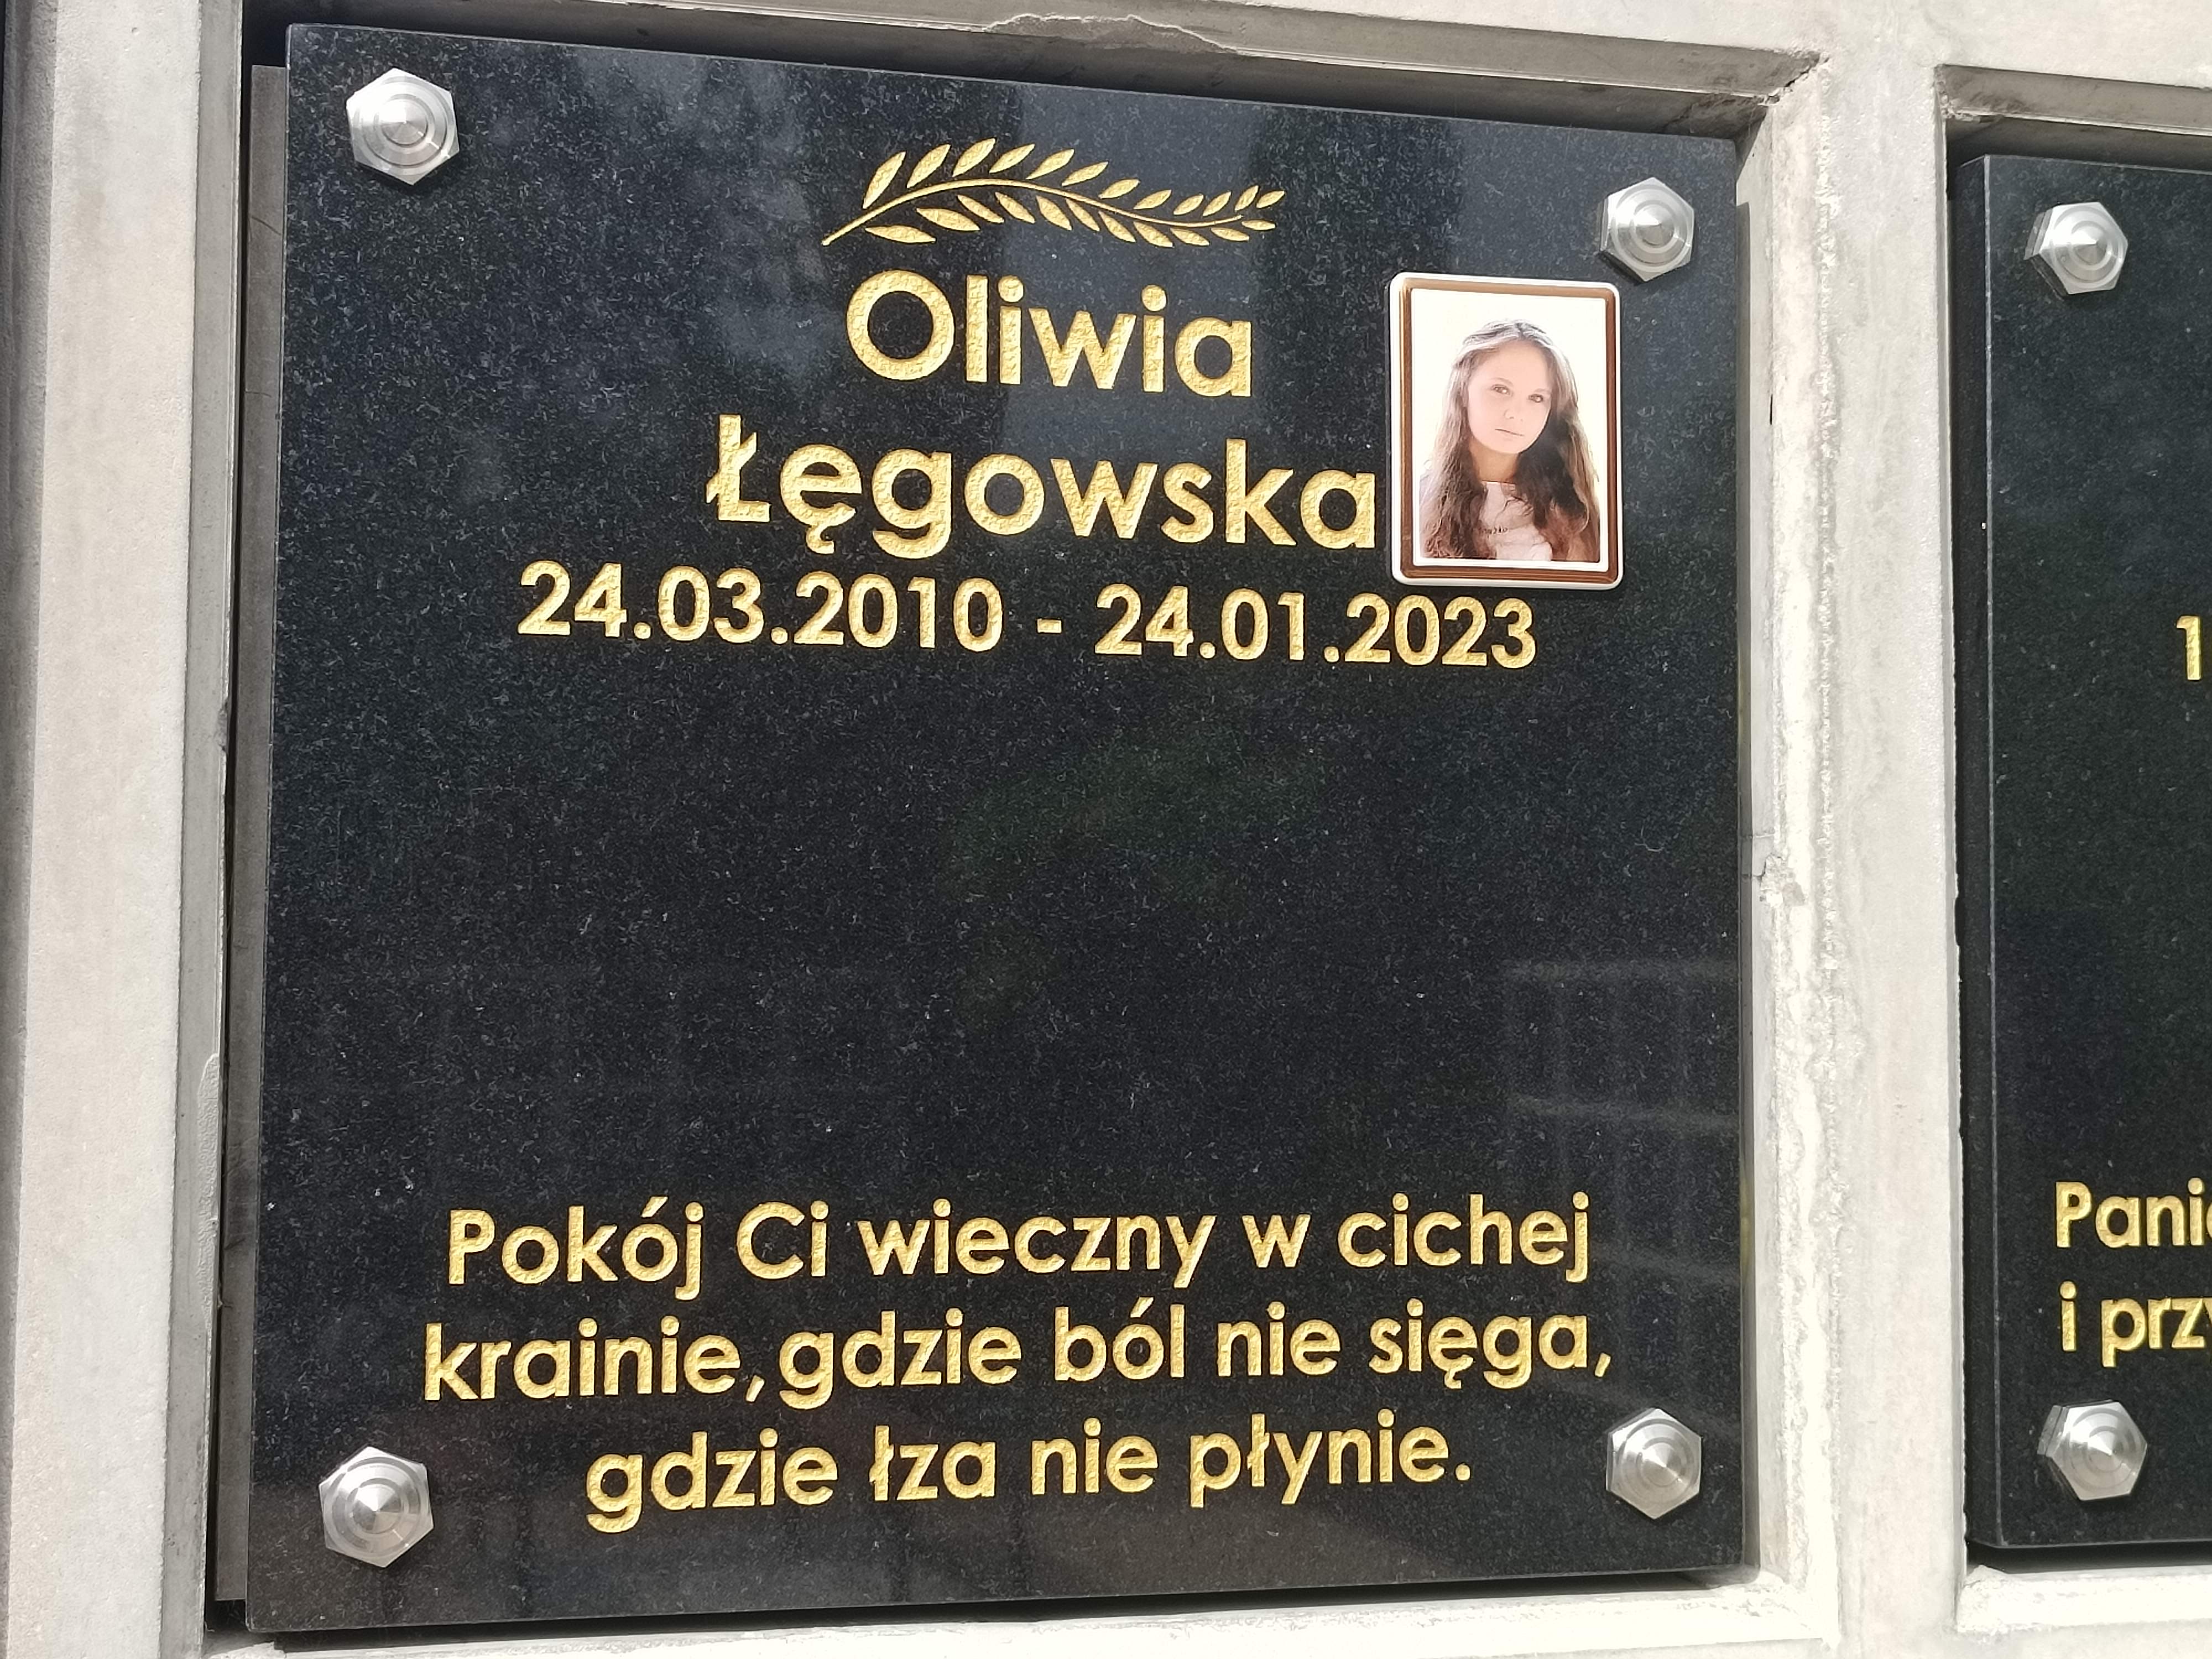 Oliwia
Łęgowska
24.03.2010 - 24.01.2023
Pokój Ci wieczny w cichej
krainie,gdzie ból nie sięga,
gdzie łza nie płynie.
1
i